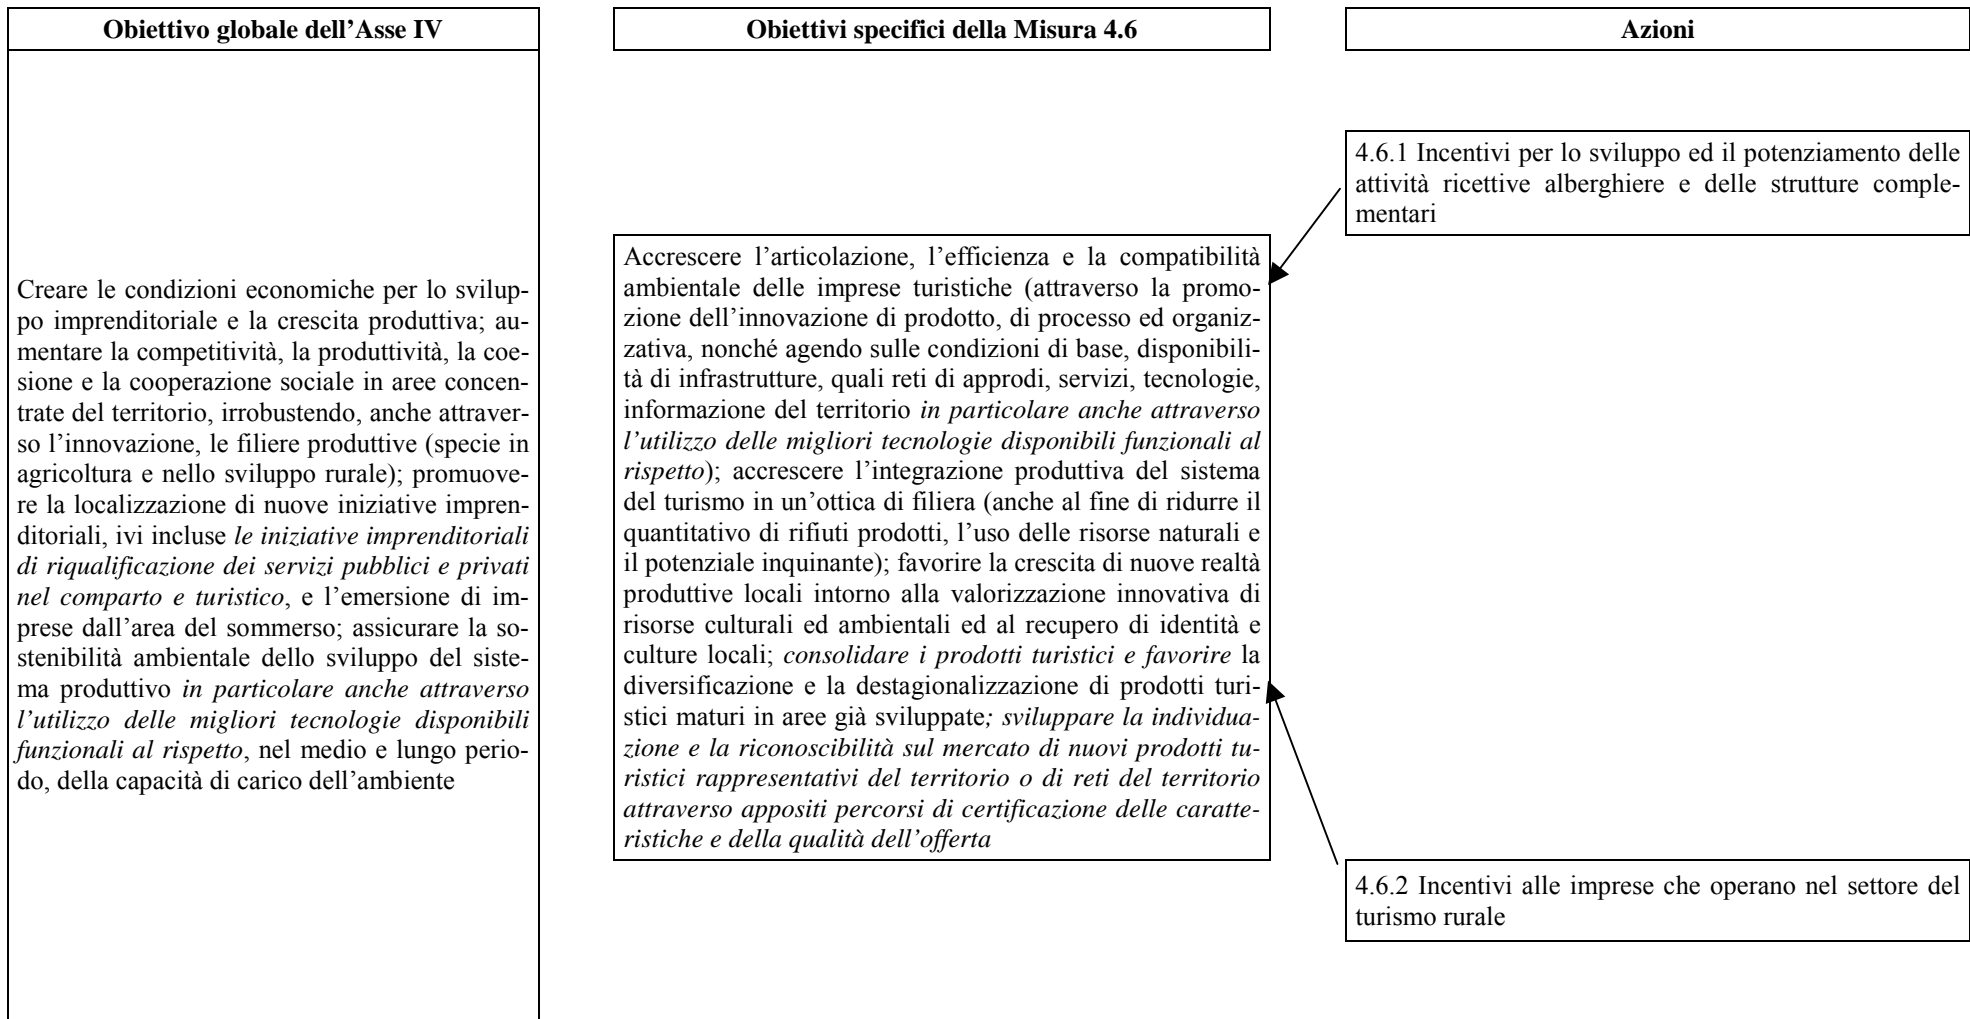 Obiettivo globale dell’Asse IV
Creare le condizioni economiche per lo svilup-
po imprenditoriale e la crescita produttiva; au-
mentare la competitività, la produttività, la coe-
sione e la cooperazione sociale in aree concen-
trate del territorio, irrobustendo, anche attraver-
so l’innovazione, le filiere produttive (specie in
agricoltura e nello sviluppo rurale); promuove-
re la localizzazione di nuove iniziative impren-
ditoriali, ivi incluse le iniziative imprenditoriali
di riqualificazione dei servizi pubblici e privati
nel comparto e turistico, e l’emersione di im-
prese dall’area del sommerso; assicurare la so-
stenibilità ambientale dello sviluppo del siste-
ma produttivo in particolare anche attraverso
l’utilizzo delle migliori tecnologie disponibili
funzionali al rispetto, nel medio e lungo perio-
do, della capacità di carico dell’ambiente
Obiettivi specifici della Misura 4.6
Accrescere l’articolazione, l’efficienza e la compatibilità
ambientale delle imprese turistiche (attraverso la promo-
zione dell’innovazione di prodotto, di processo ed organiz-
zativa, nonché agendo sulle condizioni di base, disponibili-
tà di infrastrutture, quali reti di approdi, servizi, tecnologie,
informazione del territorio in particolare anche attraverso
l’utilizzo delle migliori tecnologie disponibili funzionali al
rispetto); accrescere l’integrazione produttiva del sistema
del turismo in un’ottica di filiera (anche al fine di ridurre il
quantitativo di rifiuti prodotti, l’uso delle risorse naturali e
il potenziale inquinante); favorire la crescita di nuove realtà
produttive locali intorno alla valorizzazione innovativa di
risorse culturali ed ambientali ed al recupero di identità e
culture locali; consolidare i prodotti turistici e favorire la
diversificazione e la destagionalizzazione di prodotti turi-
stici maturi in aree già sviluppate; sviluppare la individua-
zione e la riconoscibilità sul mercato di nuovi prodotti tu-
ristici rappresentativi del territorio o di reti del territorio
attraverso appositi percorsi di certificazione delle caratte-
ristiche e della qualità dell’offerta
Azioni
4.6.1 Incentivi per lo sviluppo ed il potenziamento delle
attività ricettive alberghiere e delle strutture comple-
mentari
4.6.2 Incentivi alle imprese che operano nel settore del
turismo rurale